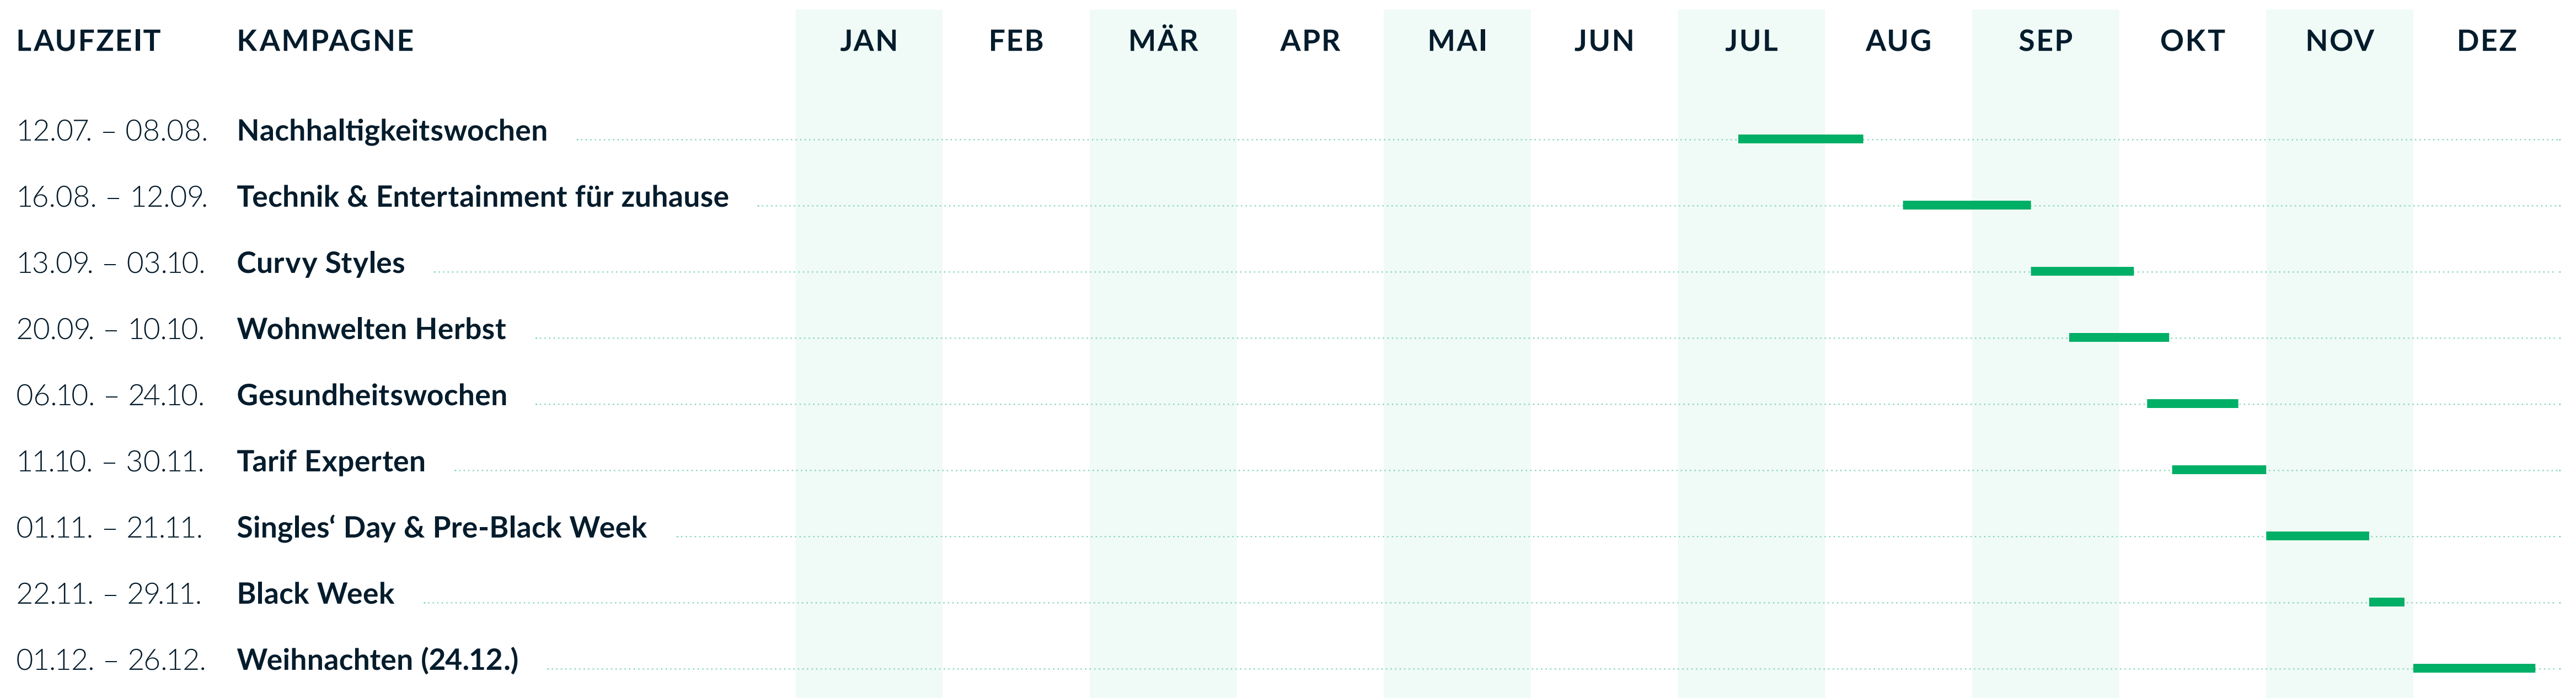 LAUFZEIT KAMPAGNE JAN FEB MÄR APR MAI JUN JUL AUG SEP OKT NOV DEZ
12.07. – 08.08. Nachhaltigkeitswochen
16.08. – 12.09. Technik & Entertainment für zuhause
13.09. – 03.10. Curvy Styles
20.09. – 10.10. Wohnwelten Herbst
06.10. – 24.10. Gesundheitswochen
11.10. – 30.11. Tarif Experten
01.11. – 21.11. Singles‘ Day & Pre-Black Week
22.11. – 29.11. Black Week
01.12. – 26.12. Weihnachten (24.12.)